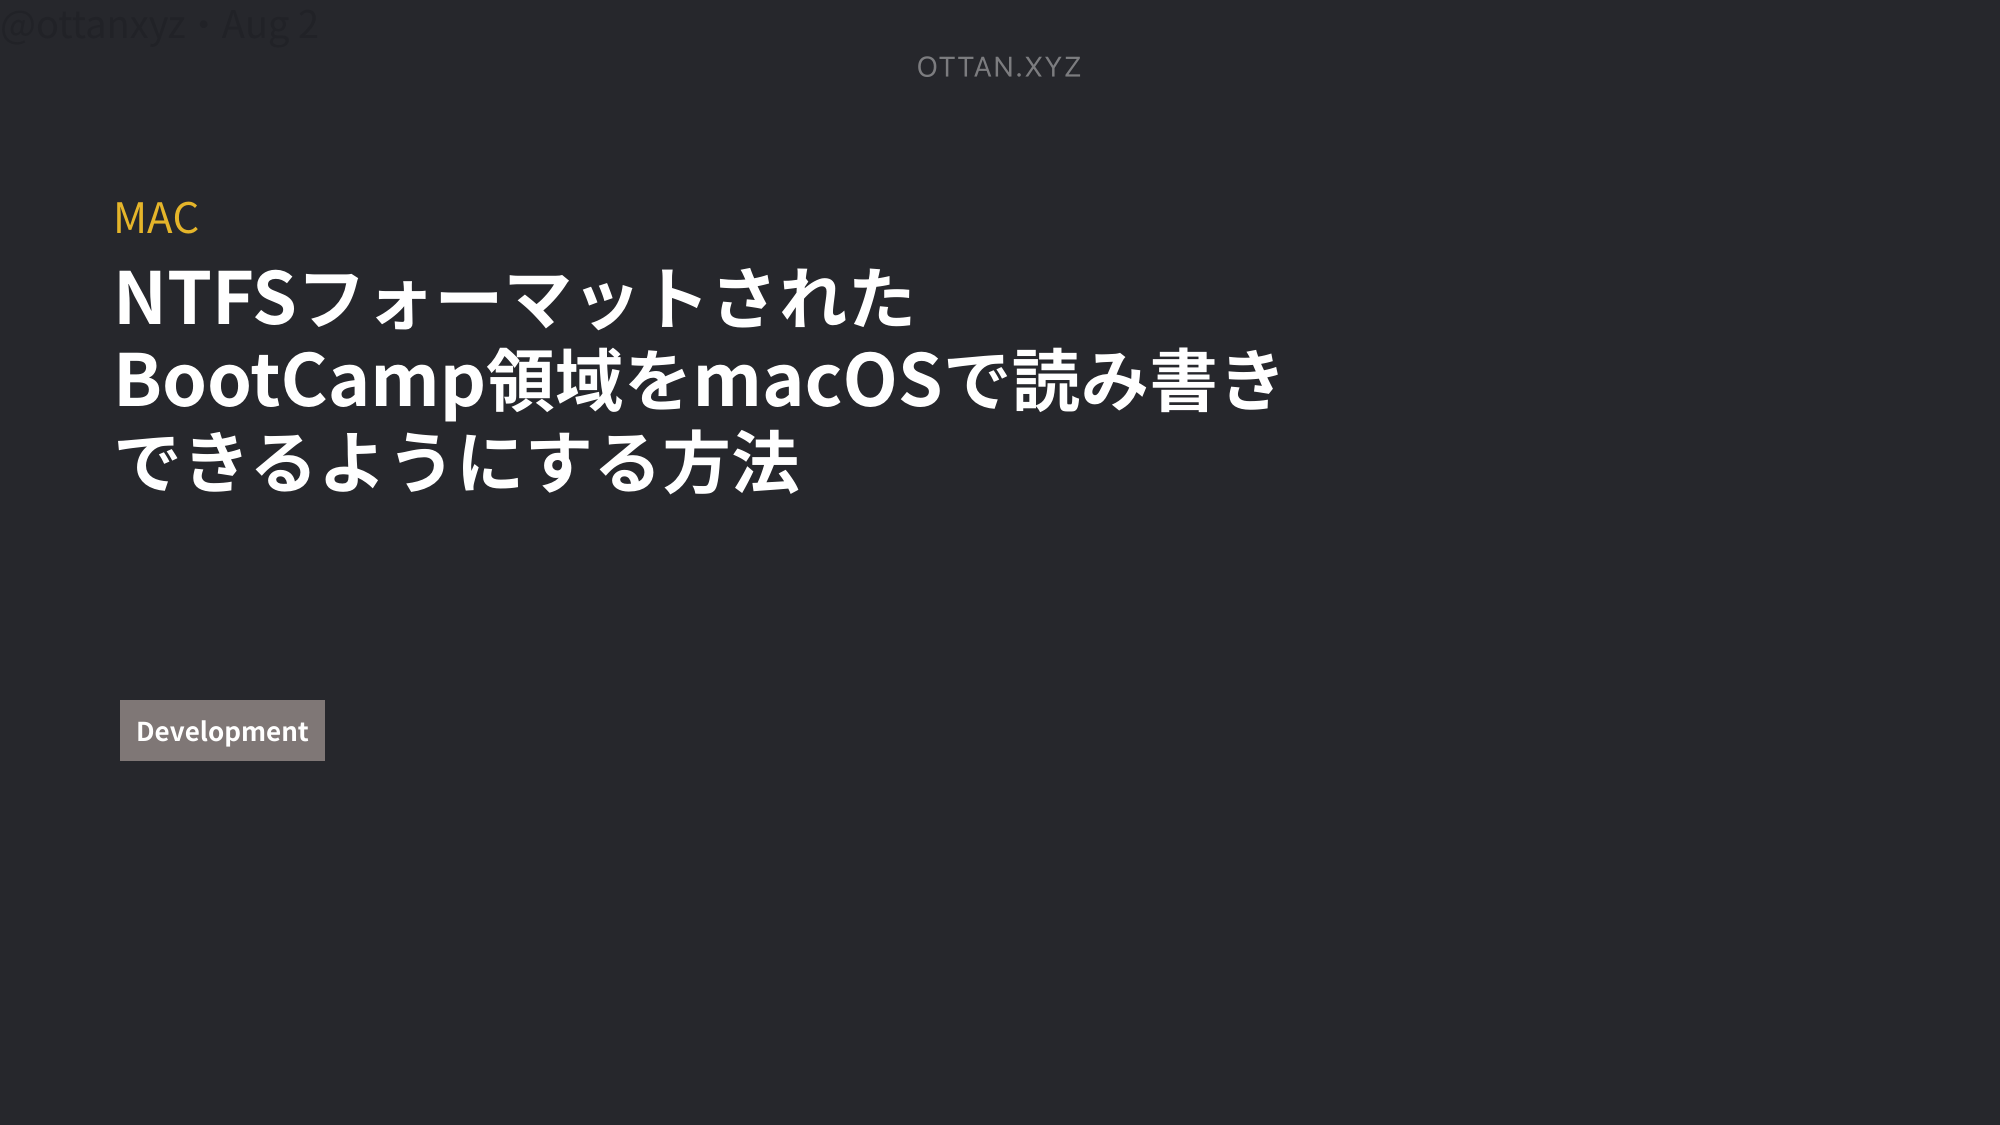 @ottanxyz・Aug 2
OTTAN.XYZ
MAC
NTFSフォーマットされた
BootCamp領域をmacOSで読み書き
できるようにする方法
Development